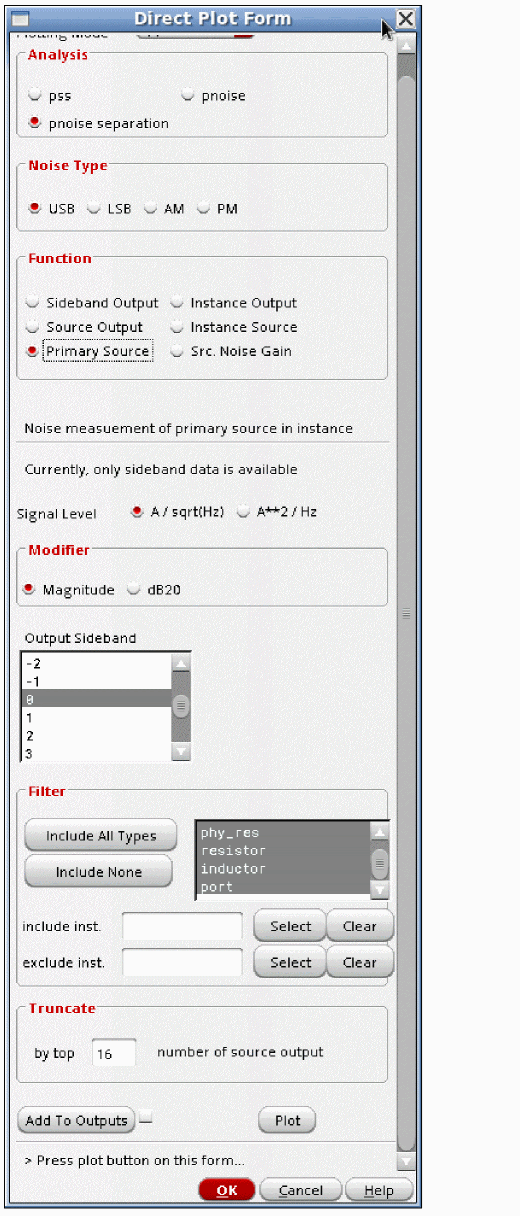 Direct Plot Form
Plotting Mode
Analysis
pss pnoise
pnoise separation
Noise Type
USB LSB AM PM
Function
Sideband Output Instance Output
Source Output Instance Source
Primary Source Src. Noise Gain
Noise measuement of primary source in instance
Currently, only sideband data is available
Signal Level A / sqrt(Hz) A**2 / Hz
Modifier
Magnitude dB20
Output Sideband
-2
-1
0
1
2
3
Filter
Include All Types
Include None
phy_res
resistor
inductor
port
include inst. Select Clear
exclude inst. Select Clear
Truncate
by top 16 number of source output
Add To Outputs Plot
> Press plot button on this form...
OK Cancel Help